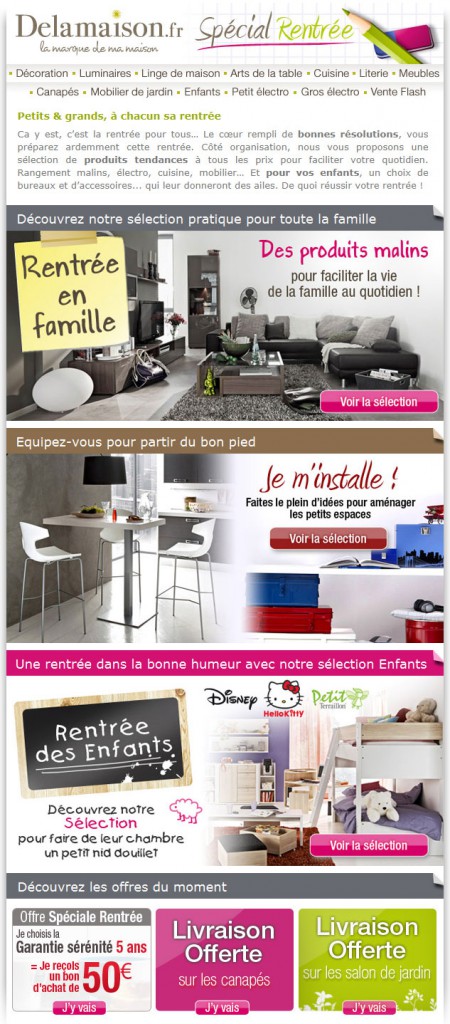 Delamaison.fr
la marque de ma maison
Spécial Rentrée
Décoration • Luminaires • Linge de maison • Arts de la table • Cuisine • Literie • Meubles
• Canapés • Mobilier de jardin • Enfants • Petit électro • Gros électro • Vente Flash
Petits & grands, à chacun sa rentrée
Ca y est, c'est la rentrée pour tous... Le cœur rempli de bonnes résolutions, vous
préparez ardemment cette rentrée. Côté organisation, nous vous proposons une
sélection de produits tendances à tous les prix pour faciliter votre quotidien.
Rangement malins, électro, cuisine, mobilier... Et pour vos enfants, un choix de
bureaux et d'accessoires... qui leur donneront des ailes. De quoi réussir votre rentrée !
Découvrez notre sélection pratique pour toute la famille
Rentrée
en
famille
Des produits malins
pour faciliter la vie
de la famille au quotidien !
Voir la sélection
Equipez-vous pour partir du bon pied
Je m'installe !
Faites le plein d'idées pour aménager
les petits espaces
Voir la sélection
Une rentrée dans la bonne humeur avec notre sélection Enfants
Disney
HelloKitty
Petit
Terraillon
Rentrée
des Enfants
Découvrez notre
Sélection
pour faire de leur chambre
un petit nid douillet
Voir la sélection
Découvrez les offres du moment
Offre Spéciale Rentrée
Je choisis la
Garantie sérénité 5 ans
= Je reçois
un bon
d'achat de
50€
J'y vais
Livraison
Offerte
sur les canapés
J'y vais
Livraison
Offerte
sur les salon de jardin
J'y vais